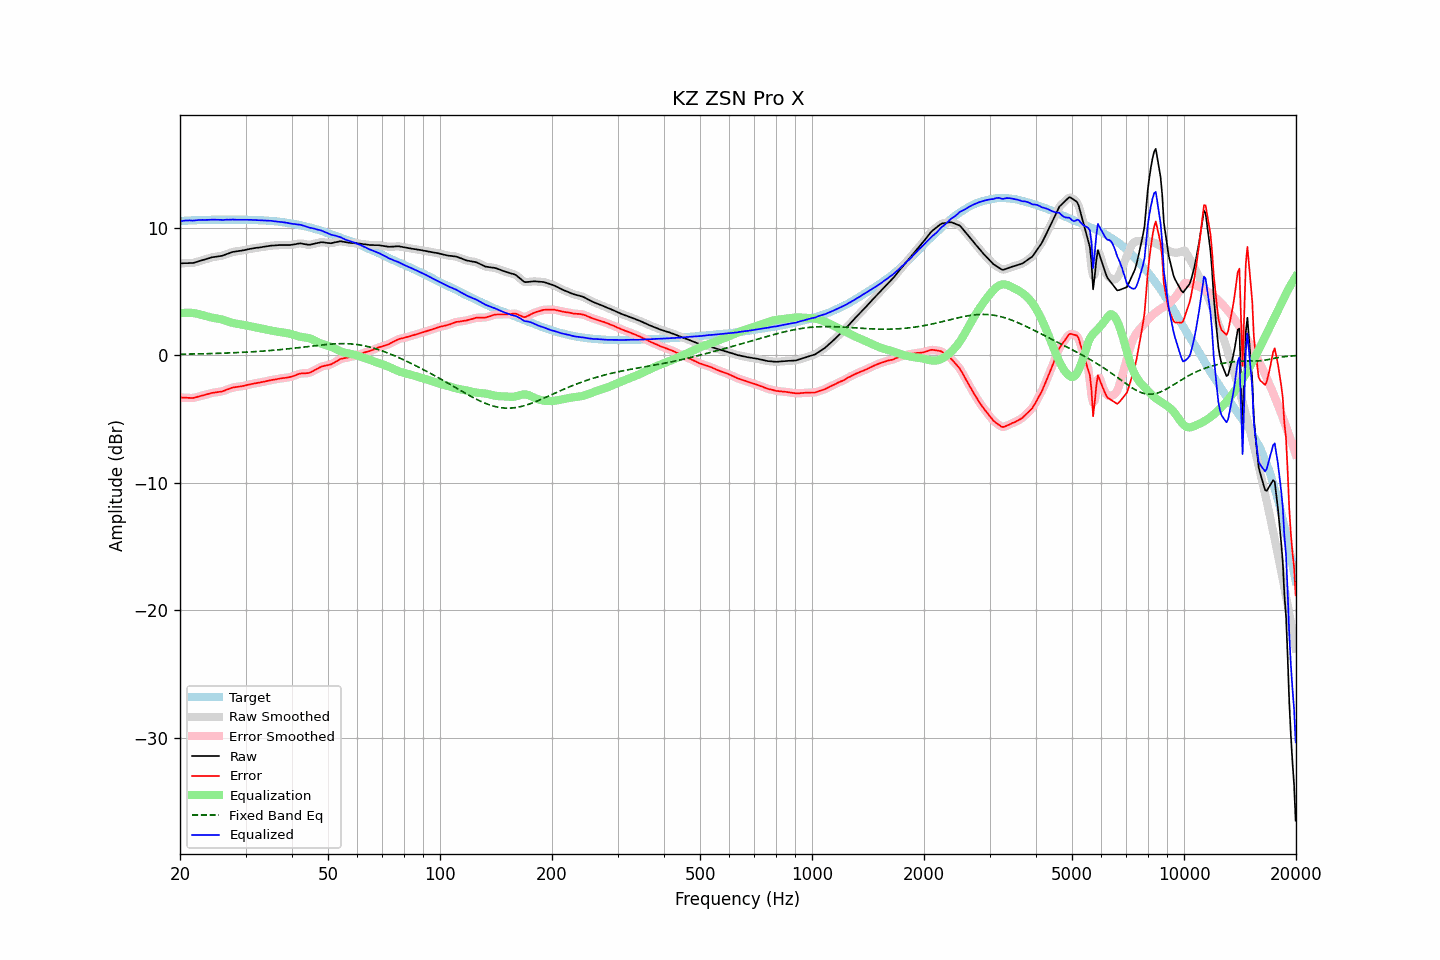 KZ ZSN Pro X
Amplitude (dBr)
10
0
−10
−20
−30
Target
Raw Smoothed
Error Smoothed
Raw
Error
Equalization
Fixed Band Eq
Equalized
20 50 100 200 500 1000 2000 5000 10000 20000
Frequency (Hz)